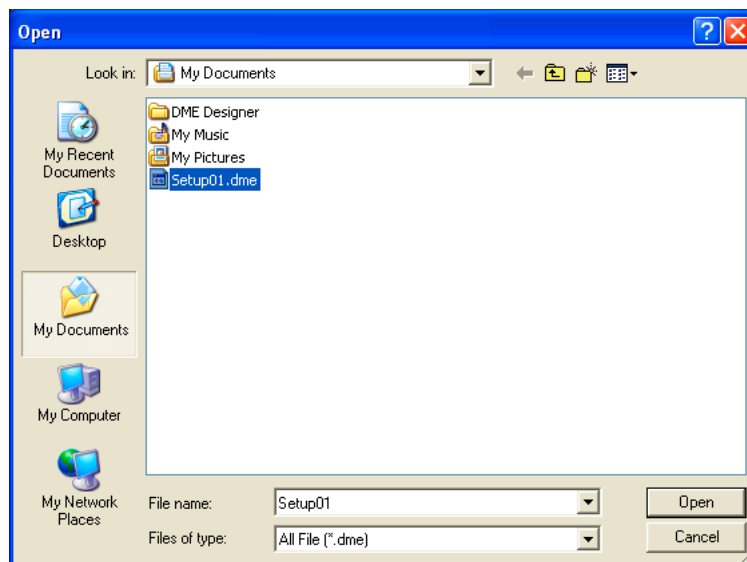 Open
Look in: My Documents
DME Designer
My Music
My Pictures
Setup01.dme
My Recent
Documents
Desktop
My Documents
My Computer
My Network
Places
File name: Setup01 Open
Files of type: All File (*.dme) Cancel